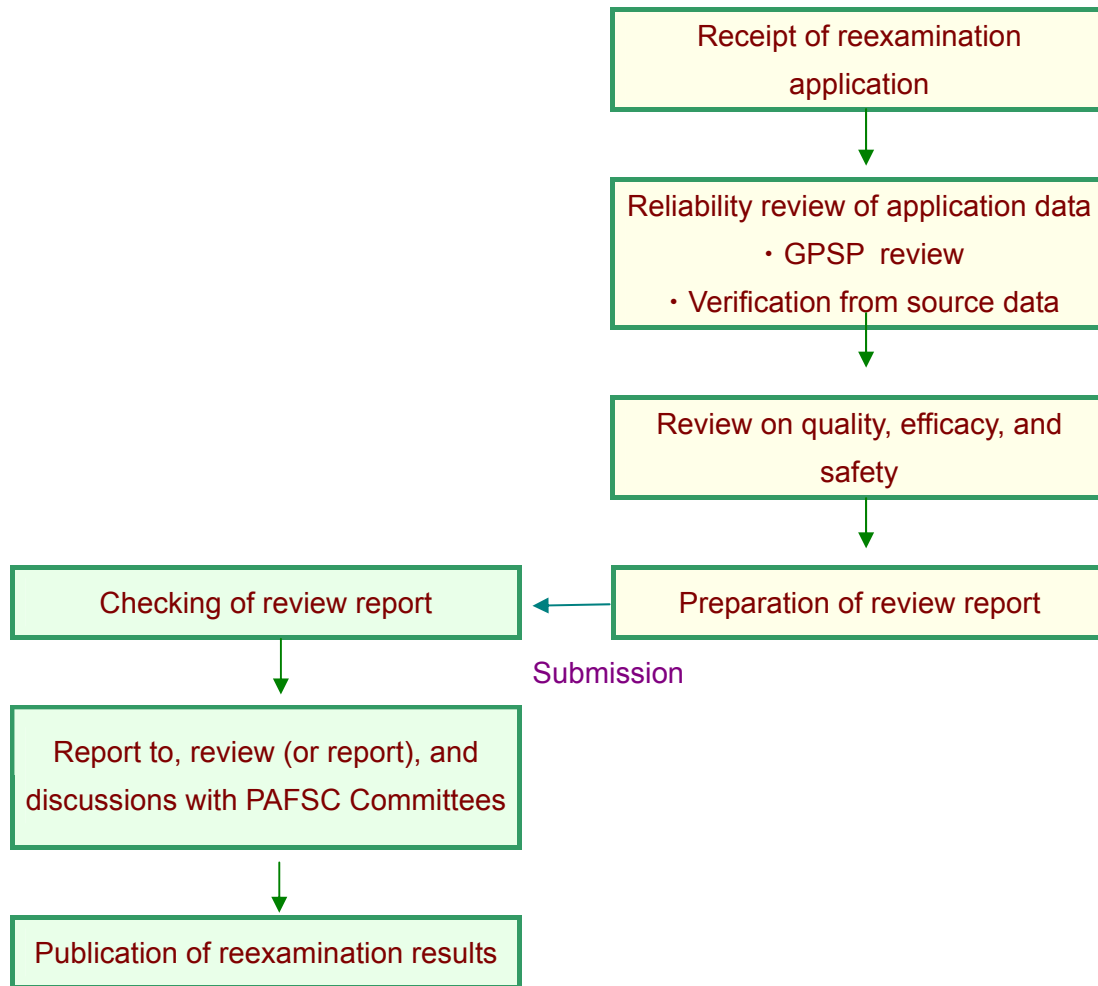 Receipt of reexamination
application
Reliability review of application data
・GPSP review
・Verification from source data
Review on quality, efficacy, and
safety
Preparation of review report
Checking of review report
Submission
Report to, review (or report), and
discussions with PAFSC Committees
Publication of reexamination results